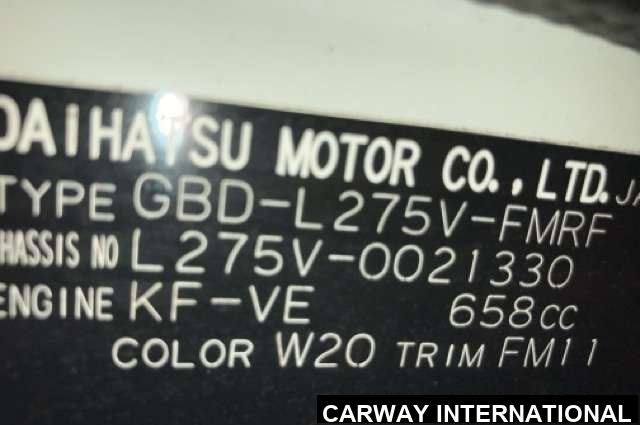 DAIHATSU MOTOR CO., LTD. JA
TYPE GBD-L275V-FMRF
CHASSIS NO L275V-0021330
ENGINE KF-VE 658cc
COLOR W20 TRIM FM11
CARWAY INTERNATIONAL